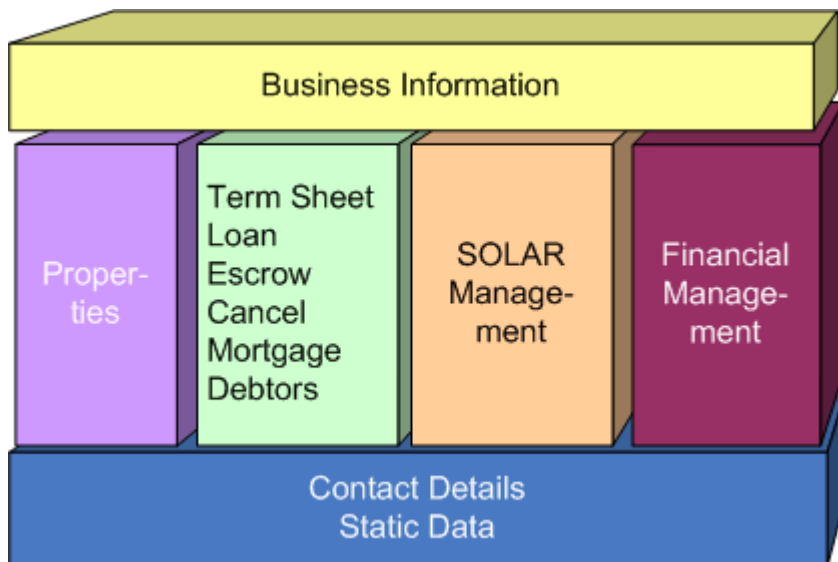 Business Information
Proper-
ties
Term Sheet
Loan
Escrow
Cancel
Mortgage
Debtors
SOLAR
Manage-
ment
Financial
Manage-
ment
Contact Details
Static Data